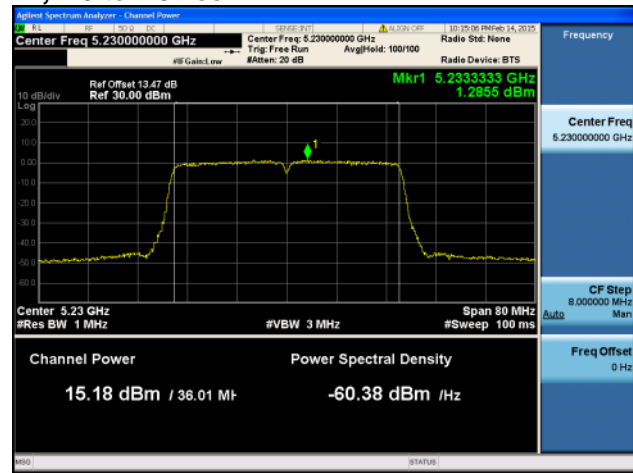 Agilent Spectrum Analyzer - Channel Power
RL RF 50 Ω DC SENSE:INT ALIGN OFF 10:15:06 PM Feb 14, 2015
Center Freq 5.230000000 GHz
Center Freq: 5.230000000 GHz
Radio Std: None
Trig: Free Run Avg|Hold: 100/100
#IFGain:Low #Atten: 20 dB Radio Device: BTS
Frequency
Ref Offset 13.47 dB
Mkr1 5.2333333 GHz
10 dB/div Ref 30.00 dBm 1.2855 dBm
Log
20.0
10.0
0.00
-10.0
-20.0
-30.0
-40.0
-50.0
-60.0
1
Center Freq
5.230000000 GHz
Center 5.23 GHz Span 80 MHz
#Res BW 1 MHz #VBW 3 MHz #Sweep 100 ms
CF Step
8.000000 MHz
Auto Man
Channel Power Power Spectral Density
15.18 dBm / 36.01 MH -60.38 dBm /Hz
Freq Offset
0 Hz
MSG STATUS